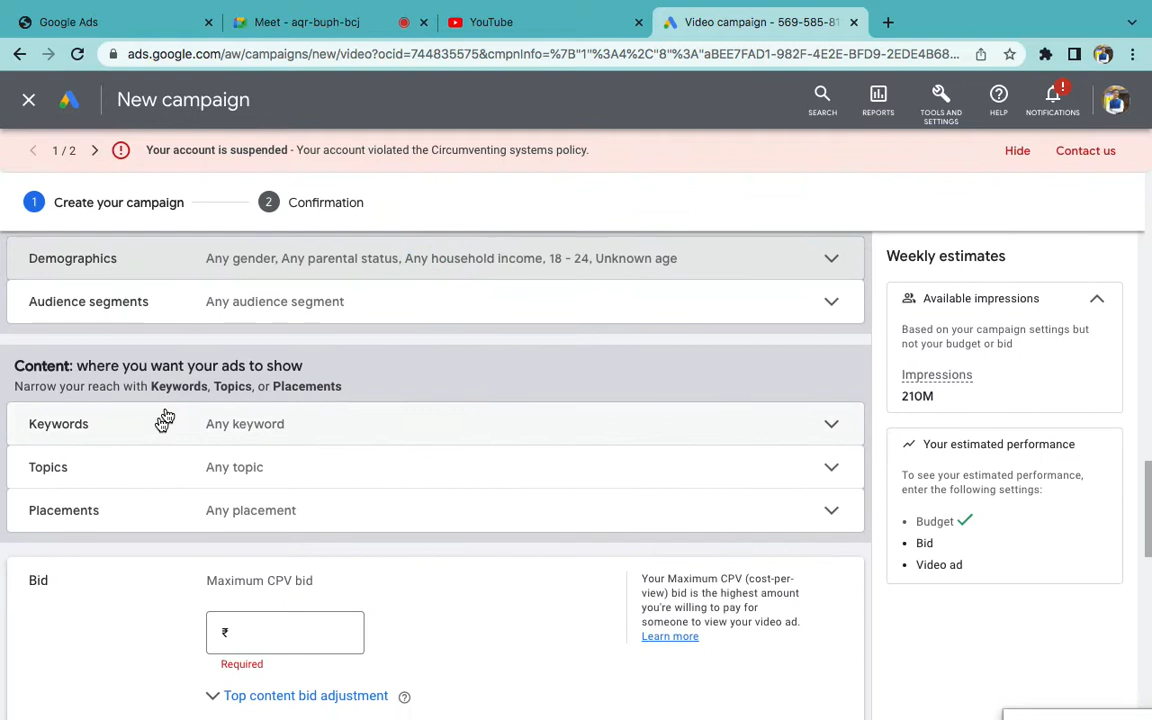 Google Ads
Meet - aqr-buph-bcj
YouTube
Video campaign - 569-585-81
ads.google.com/aw/campaigns/new/video?ocid=744835575&cmpnInfo=%7B"1"%3A4%2C"8"%3A"aBEE7FAD1-982F-4E2E-BFD9-2EDE4B68...
New campaign
SEARCH
REPORTS
TOOLS AND
SETTINGS
HELP
NOTIFICATIONS
1 / 2
Your account is suspended - Your account violated the Circumventing systems policy.
Hide
Contact us
1 Create your campaign
2 Confirmation
Demographics
Any gender, Any parental status, Any household income, 18 - 24, Unknown age
Audience segments
Any audience segment
Content: where you want your ads to show
Narrow your reach with Keywords, Topics, or Placements
Keywords
Any keyword
Topics
Any topic
Placements
Any placement
Bid
Maximum CPV bid
₹
Required
Top content bid adjustment
Your Maximum CPV (cost-per-
view) bid is the highest amount
you're willing to pay for
someone to view your video ad.
Learn more
Weekly estimates
Available impressions
Based on your campaign settings but
not your budget or bid
Impressions
210M
Your estimated performance
To see your estimated performance,
enter the following settings:
• Budget
• Bid
• Video ad